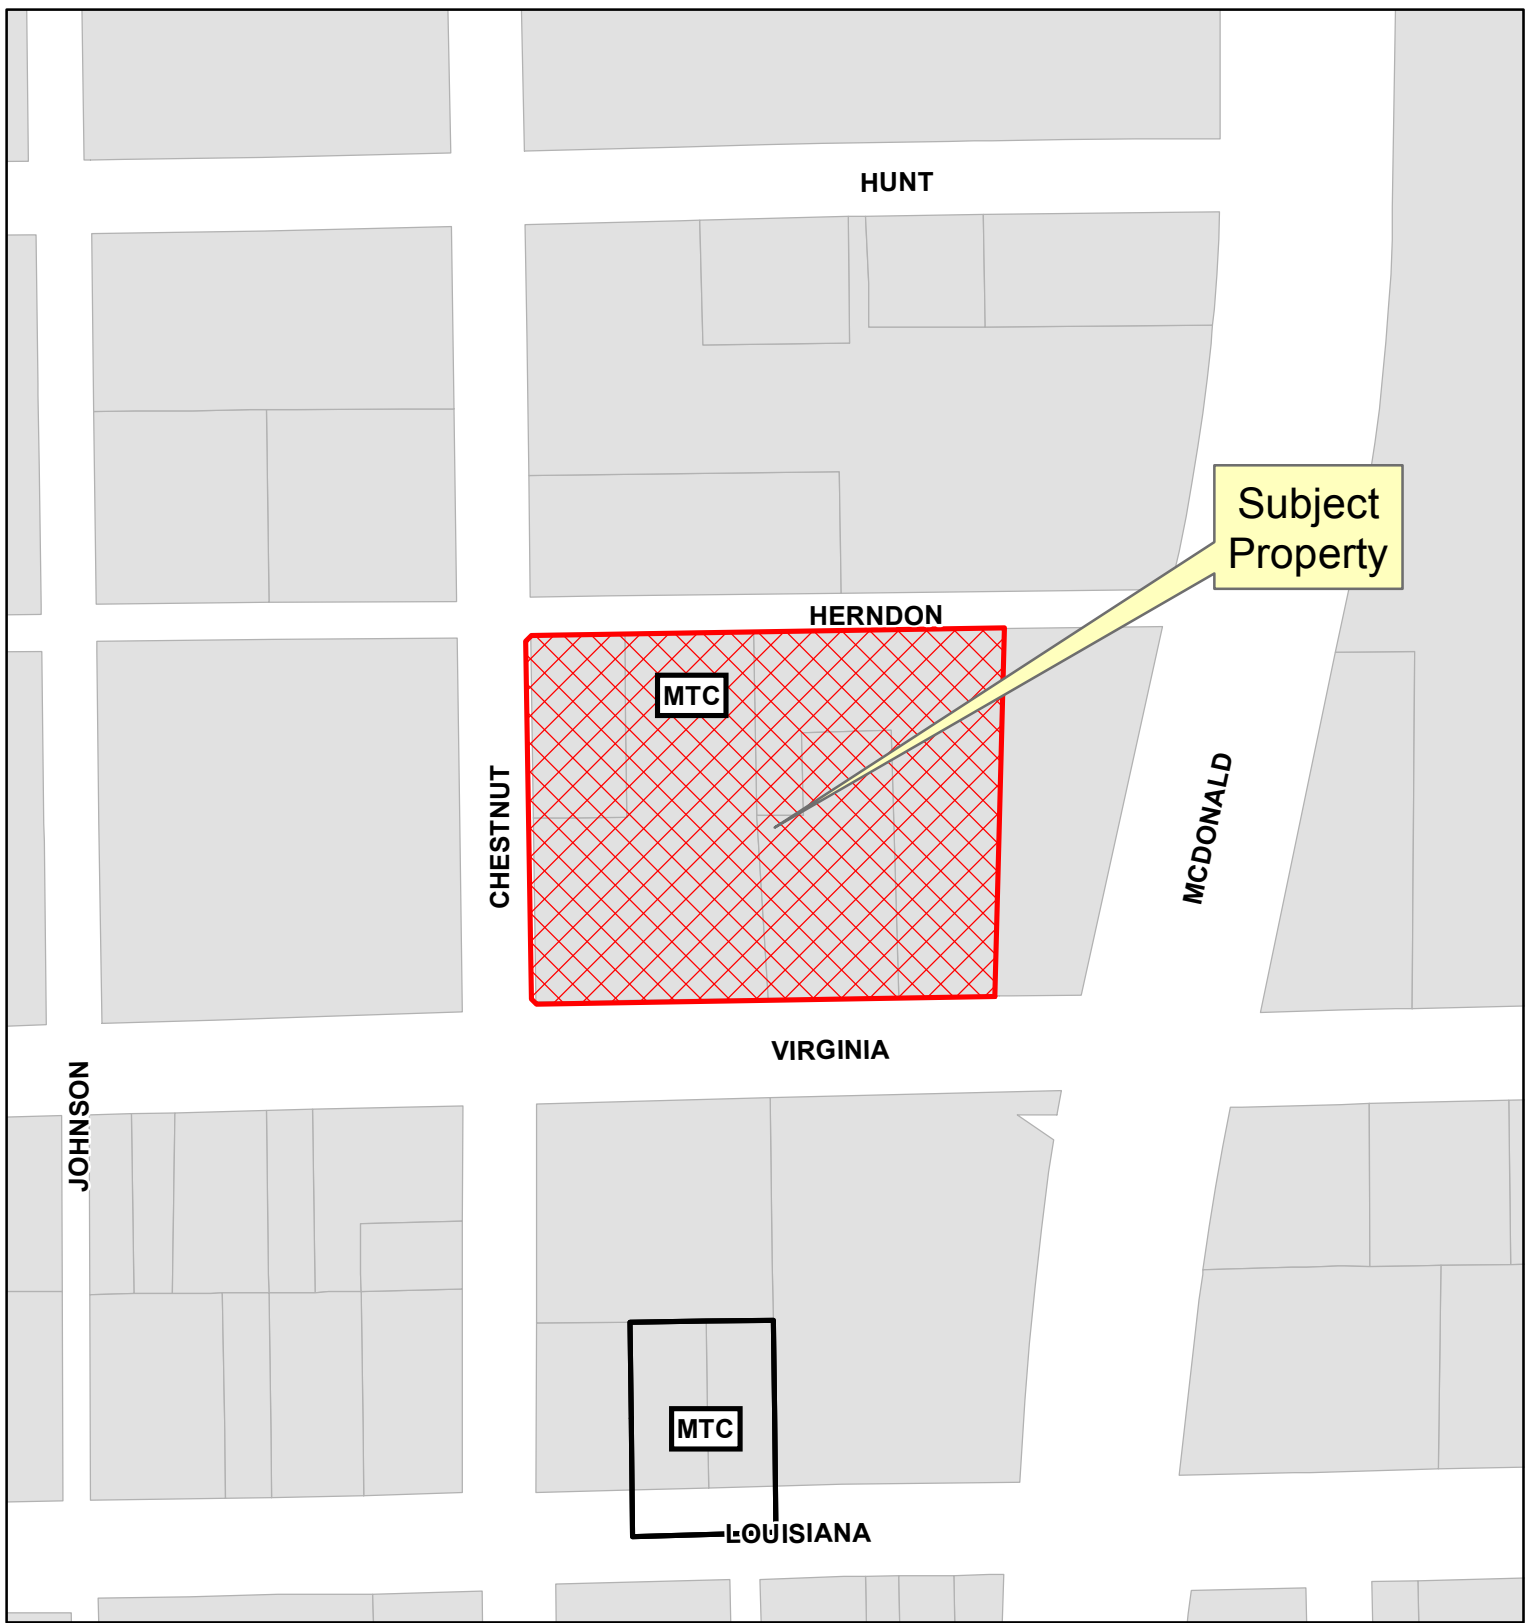 HUNT
Subject
Property
HERNDON
MTC
CHESTNUT
MCDONALD
VIRGINIA
JOHNSON
MTC
LOUISIANA